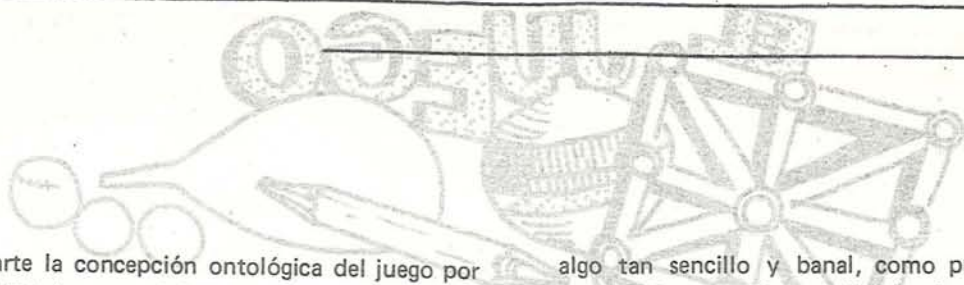 EL JUEGO
arte la concepción ontológica del juego por
algo tan sencillo y banal, como p